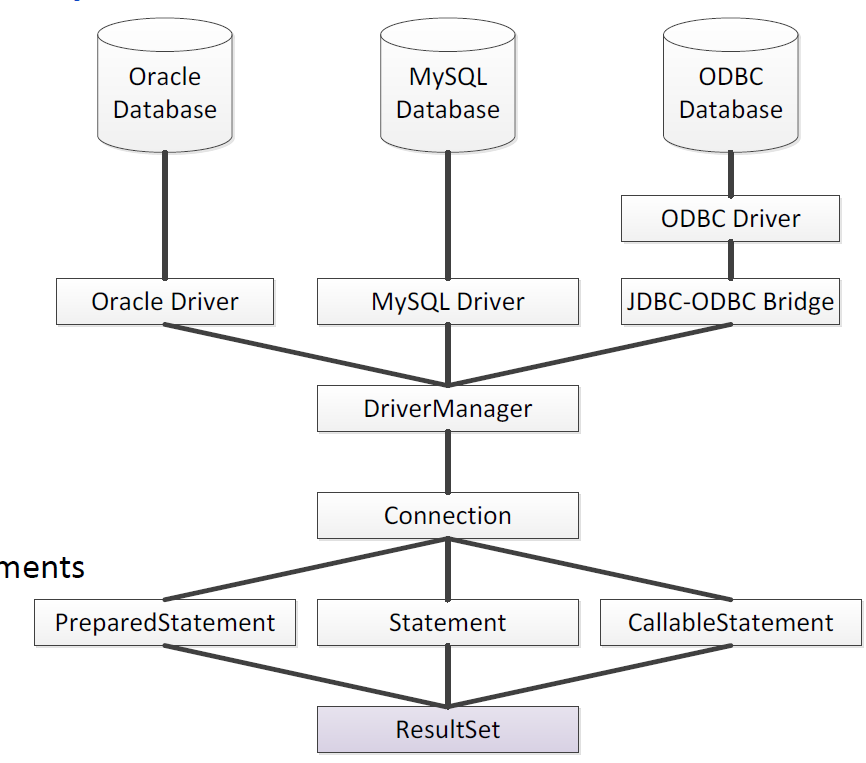 Oracle
Database
MySQL
Database
ODBC
Database
ODBC Driver
Oracle Driver
MySQL Driver
JDBC-ODBC Bridge
DriverManager
Connection
ments
PreparedStatement
Statement
CallableStatement
ResultSet